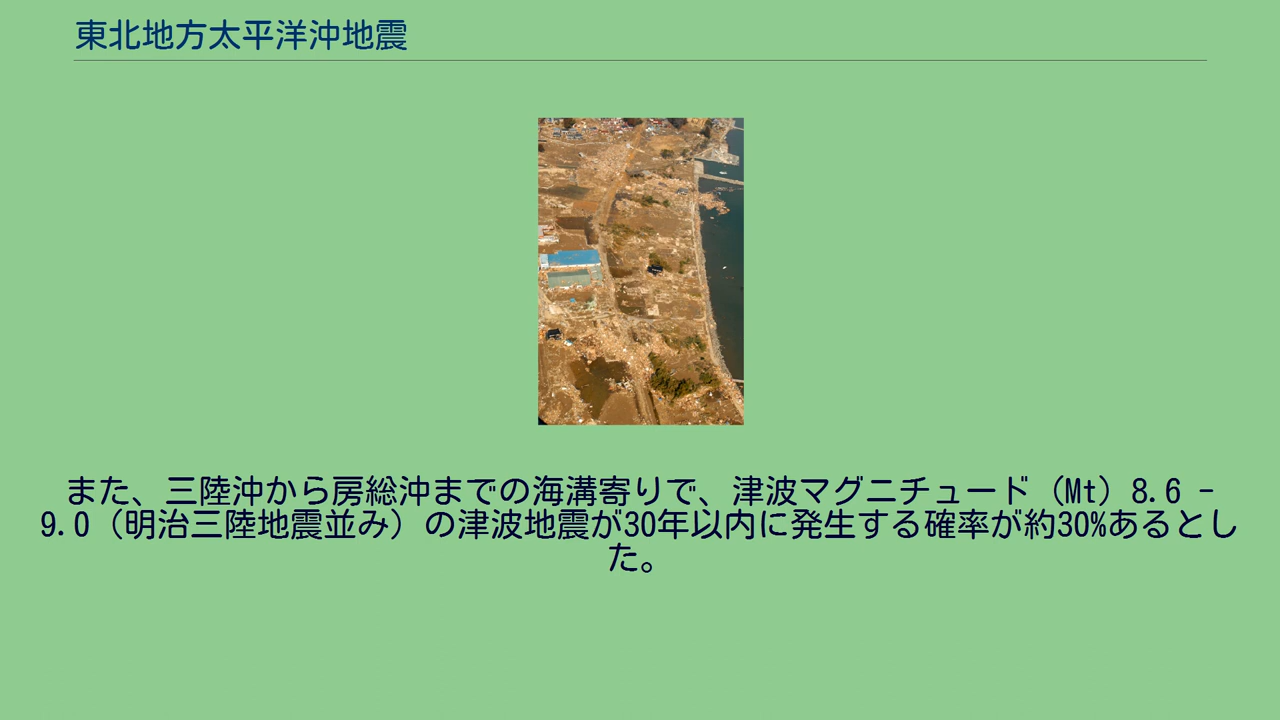 東北地方太平洋沖地震
また、三陸沖から房総沖までの海溝寄りで、津波マグニチュード（Mt）8.6 -
9.0（明治三陸地震並み）の津波地震が30年以内に発生する確率が約30%あるとし
た。